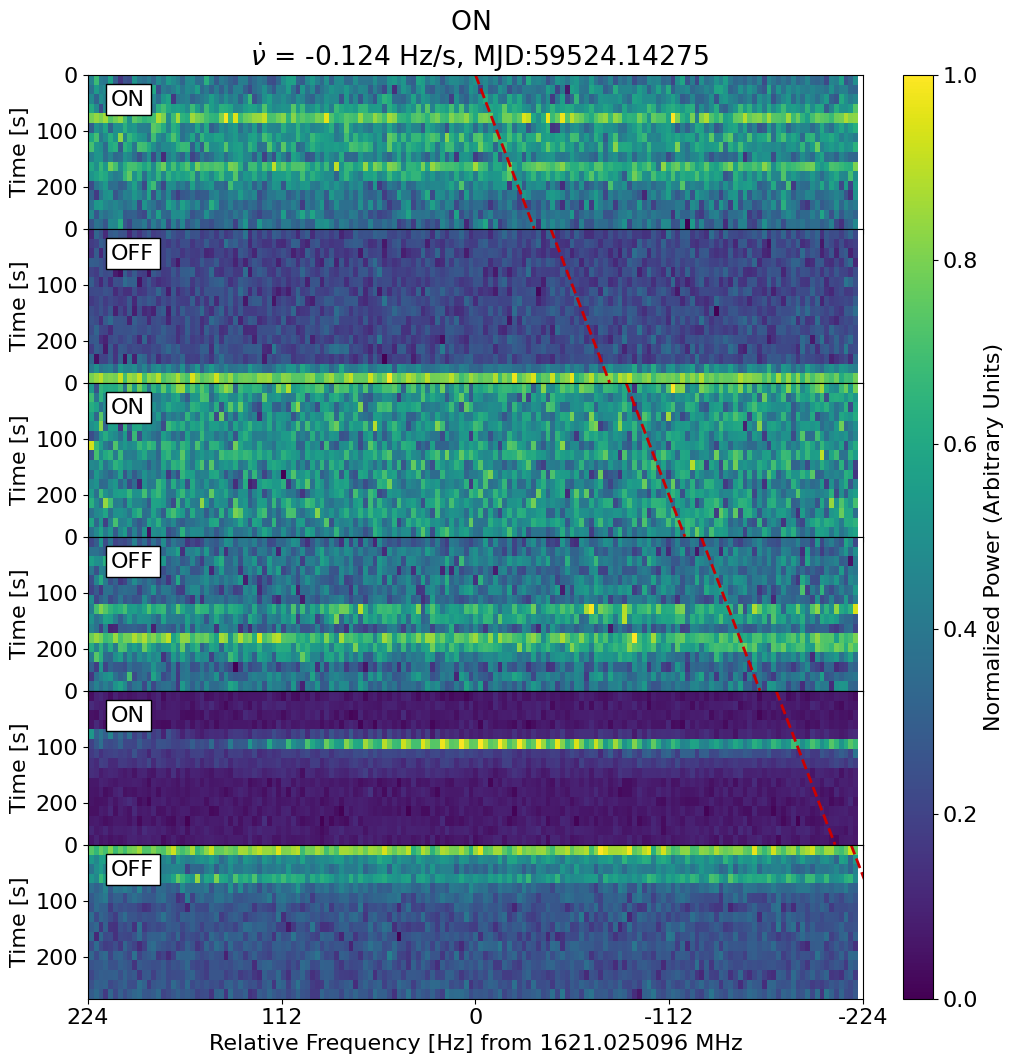 ON
ν̇ = -0.124 Hz/s, MJD:59524.14275
0
ON
100
Time [s]
200
0
OFF
100
Time [s]
200
0
ON
100
Time [s]
200
0
OFF
100
Time [s]
200
0
ON
100
Time [s]
200
0
OFF
100
Time [s]
200
224 112 0 -112 -224
Relative Frequency [Hz] from 1621.025096 MHz
1.0
0.8
0.6
0.4
0.2
0.0
Normalized Power (Arbitrary Units)